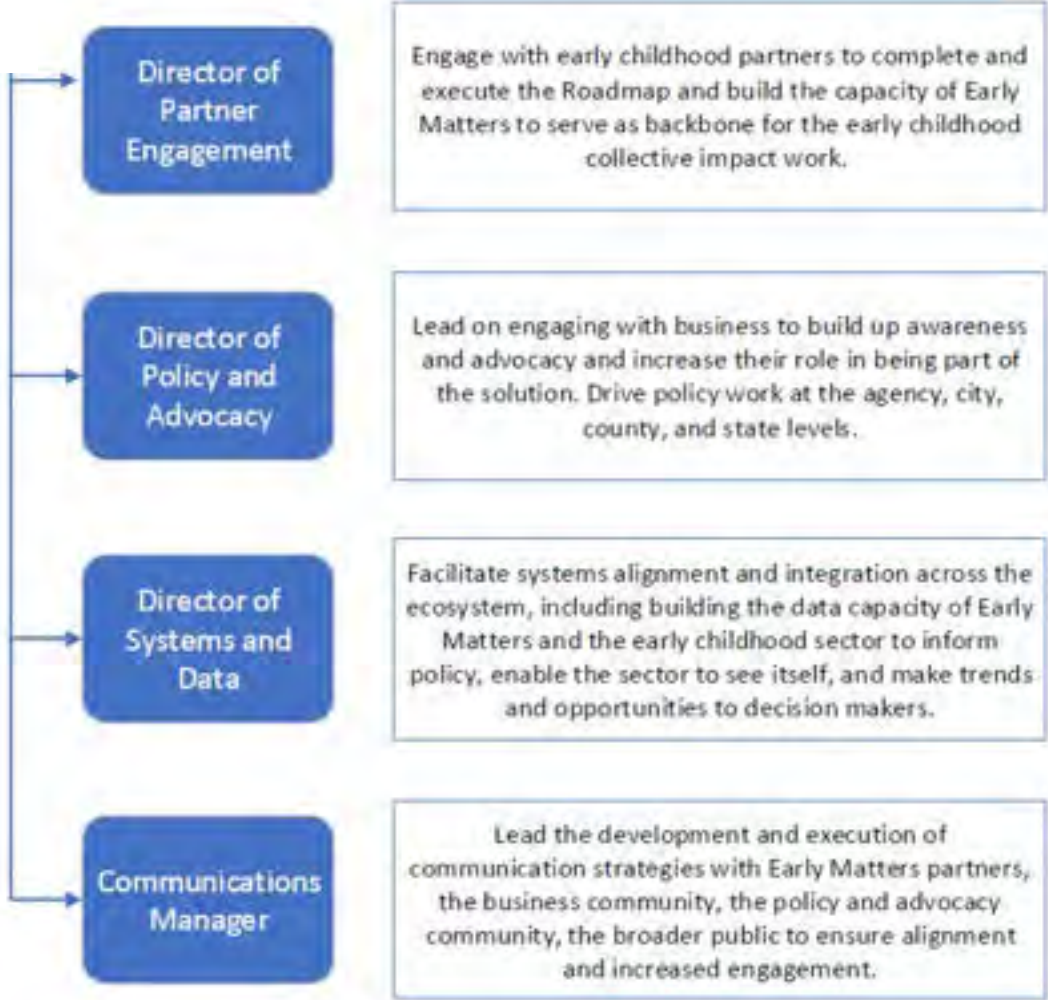 Director of
Partner
Engagement
Engage with early childhood partners to complete and
execute the Roadmap and build the capacity of Early
Matters to serve as backbone for the early childhood
collective impact work.
Director of
Policy and
Advocacy
Lead on engaging with business to build up awareness
and advocacy and increase their role in being part of
the solution. Drive policy work at the agency, city,
county, and state levels.
Director of
Systems and
Data
Facilitate systems alignment and integration across the
ecosystem, including building the data capacity of Early
Matters and the early childhood sector to inform
policy, enable the sector to see itself, and make trends
and opportunities to decision makers.
Communications
Manager
Lead the development and execution of
communication strategies with Early Matters partners,
the business community, the policy and advocacy
community, the broader public to ensure alignment
and increased engagement.